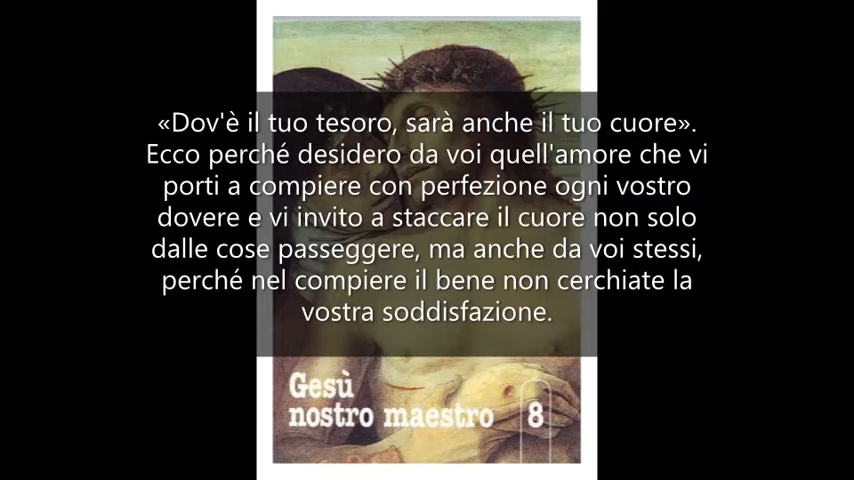 «Dov'è il tuo tesoro, sarà anche il tuo cuore».
Ecco perché desidero da voi quell'amore che vi
porti a compiere con perfezione ogni vostro
dovere e vi invito a staccare il cuore non solo
dalle cose passeggere, ma anche da voi stessi,
perché nel compiere il bene non cerchiate la
vostra soddisfazione.
Gesù
nostro maestro 8